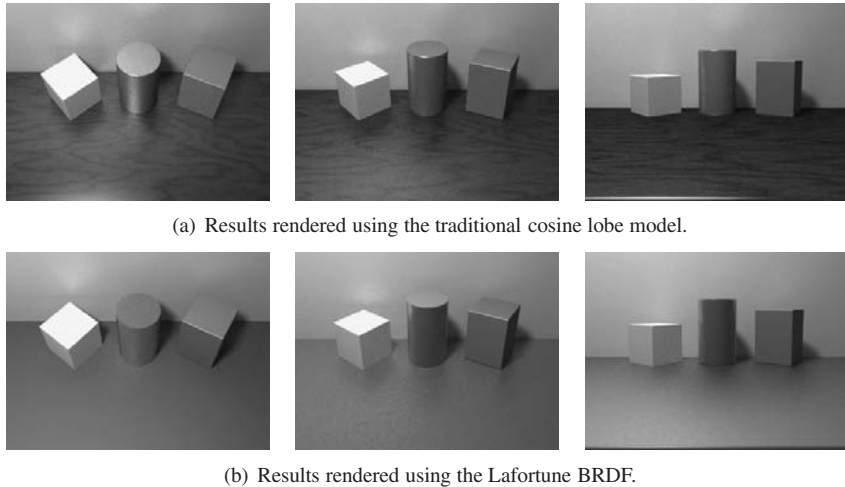 (a) Results rendered using the traditional cosine lobe model.
(b) Results rendered using the Lafortune BRDF.